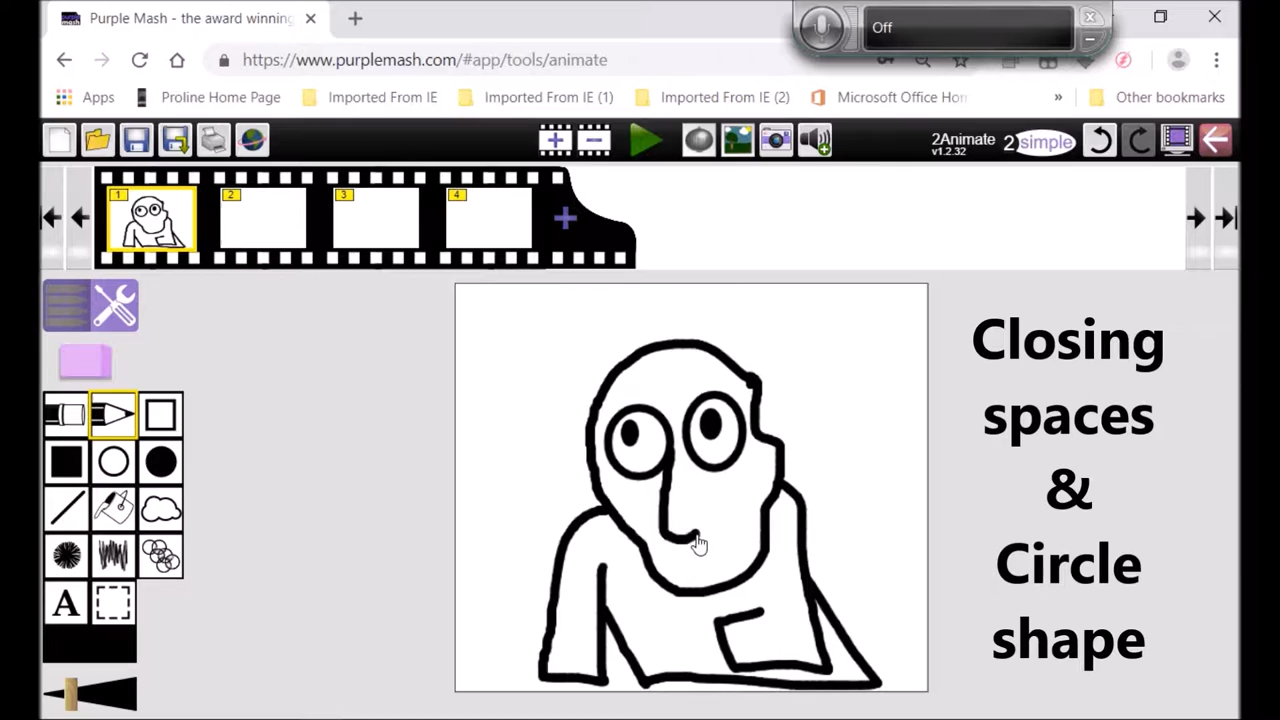 Purple Mash - the award winning
Off
https://www.purplemash.com/#app/tools/animate
Apps
Proline Home Page
Imported From IE
Imported From IE (1)
Imported From IE (2)
Microsoft Office Hon
»
Other bookmarks
2Animate
v1.2.32
2simple
1
2
3
4
A
Closing
spaces
&
Circle
shape